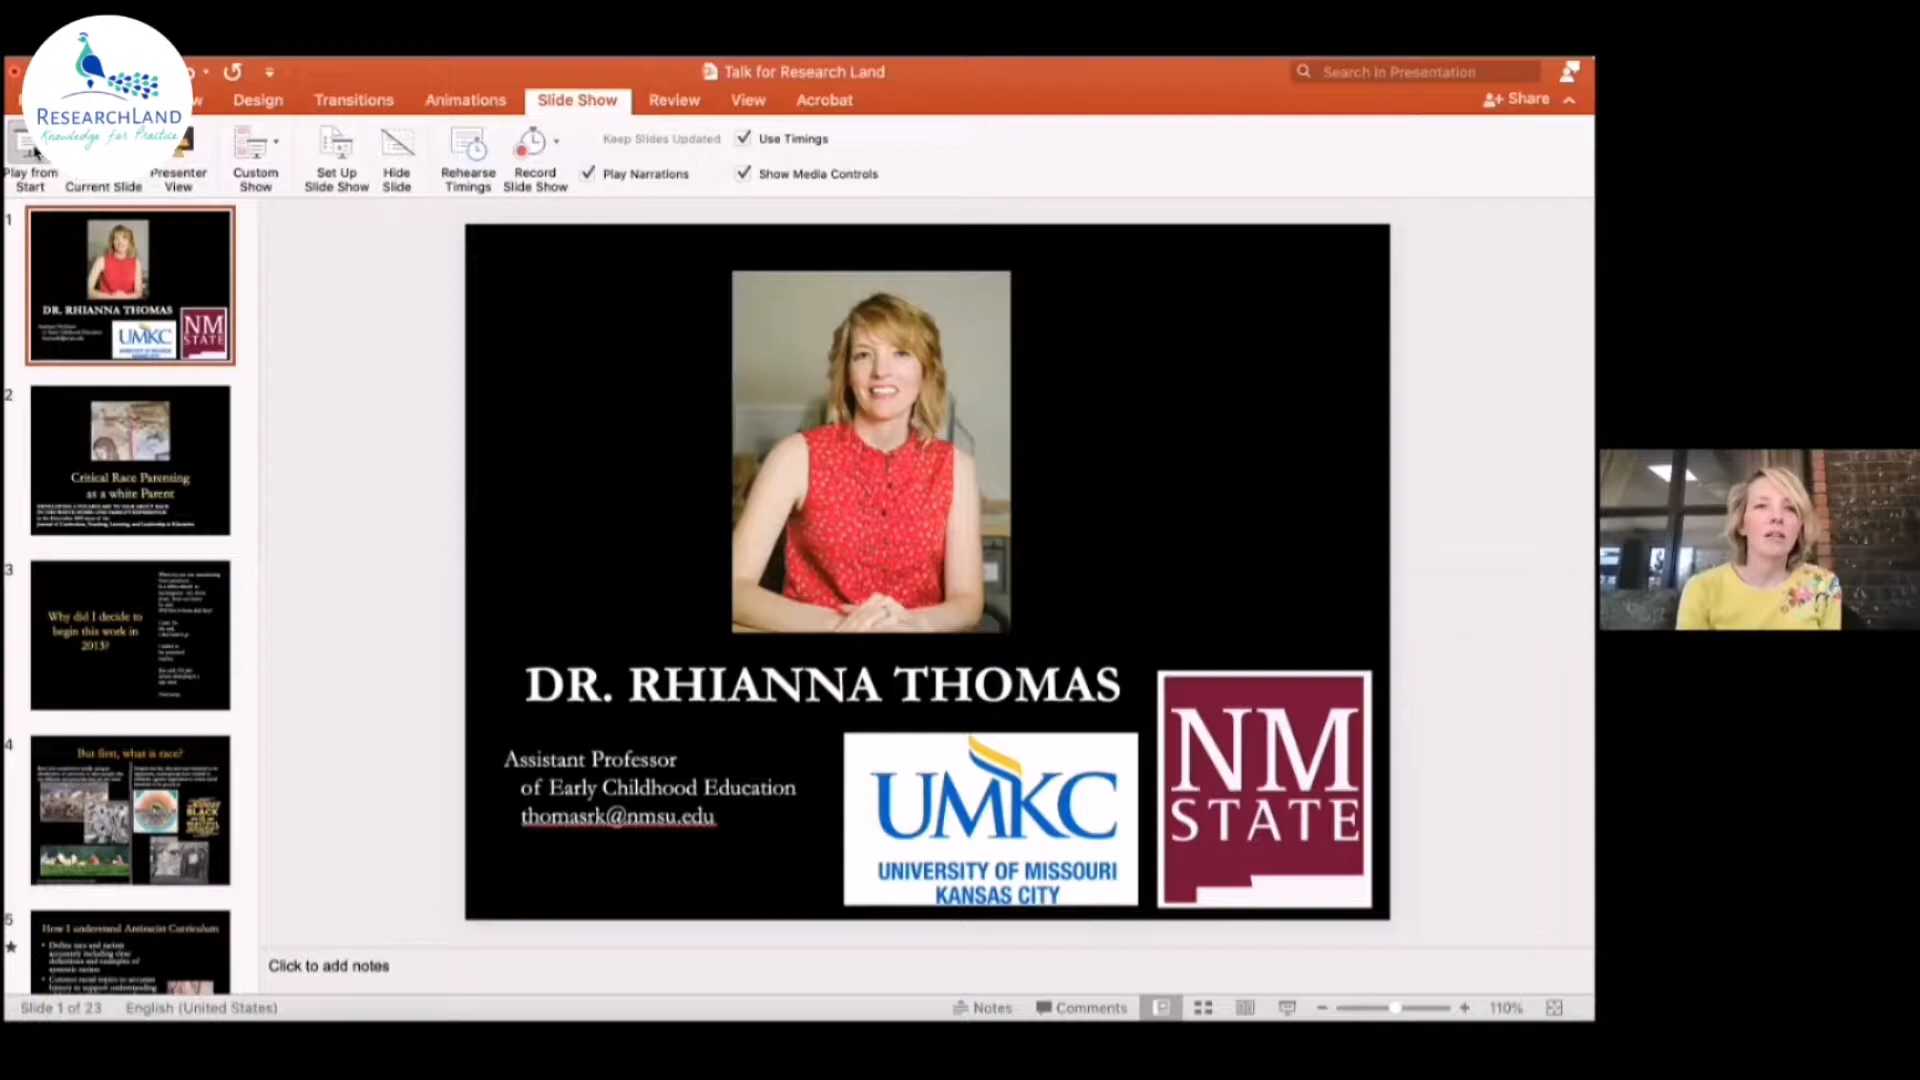 RESEARCHLAND
Knowledge for Practice
Talk for Research Land
Search in Presentation
Design
Transitions
Animations
Slide Show
Review
View
Acrobat
Share
Play from
Start
Current Slide
Presenter
View
Custom
Show
Set Up
Slide Show
Hide
Slide
Rehearse
Timings
Record
Slide Show
Keep Slides Updated
Play Narrations
Use Timings
Show Media Controls
1
DR. RHIANNA THOMAS
UMKC
NM
STATE
2
Critical Race Parenting
as a white Parent
3
Why did I decide to
begin this work in
2013?
4
But first, what is race?
5
How I understand Antiracist Curriculum
DR. RHIANNA THOMAS
Assistant Professor
of Early Childhood Education
thomasrk@nmsu.edu
UMKC
UNIVERSITY OF MISSOURI
KANSAS CITY
NM
STATE
Click to add notes
Slide 1 of 23
English (United States)
Notes
Comments
110%